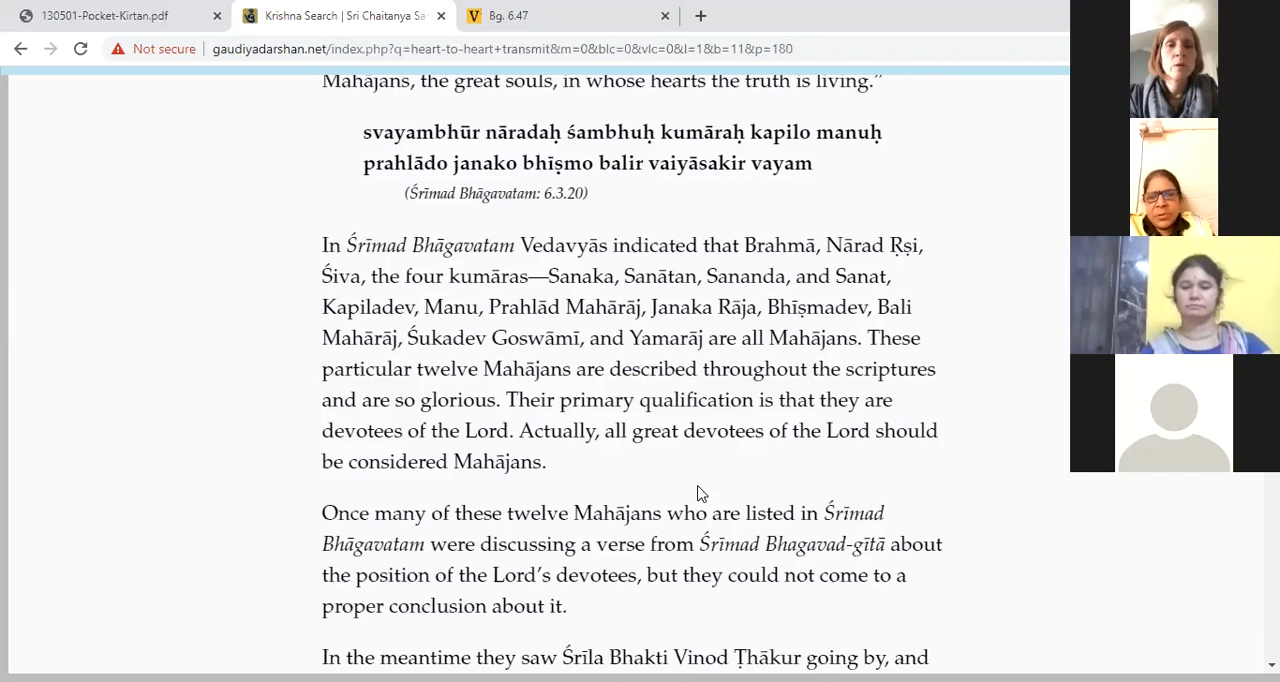 130501-Pocket-Kirtan.pdf
Krishna Search | Sri Chaitanya Sa
V
Bg. 6.47
Not secure
gaudiyadarshan.net/index.php?q=heart-to-heart+transmit&m=0&blc=0&vlc=0&l=1&b=11&p=180
Mahājans, the great souls, in whose hearts the truth is living.”
svayambhūr nāradaḥ śambhuḥ kumāraḥ kapilo manuḥ
prahlādo janako bhīṣmo balir vaiyāsakir vayam
(Śrīmad Bhāgavatam: 6.3.20)
In Śrīmad Bhāgavatam Vedavyās indicated that Brahmā, Nārad Ṛṣi,
Śiva, the four kumāras—Sanaka, Sanātan, Sananda, and Sanat,
Kapiladev, Manu, Prahlād Mahārāj, Janaka Rāja, Bhīṣmadev, Bali
Mahārāj, Śukadev Goswāmī, and Yamarāj are all Mahājans. These
particular twelve Mahājans are described throughout the scriptures
and are so glorious. Their primary qualification is that they are
devotees of the Lord. Actually, all great devotees of the Lord should
be considered Mahājans.
Once many of these twelve Mahājans who are listed in Śrīmad
Bhāgavatam were discussing a verse from Śrīmad Bhagavad-gītā about
the position of the Lord’s devotees, but they could not come to a
proper conclusion about it.
In the meantime they saw Śrīla Bhakti Vinod Ṭhākur going by, and